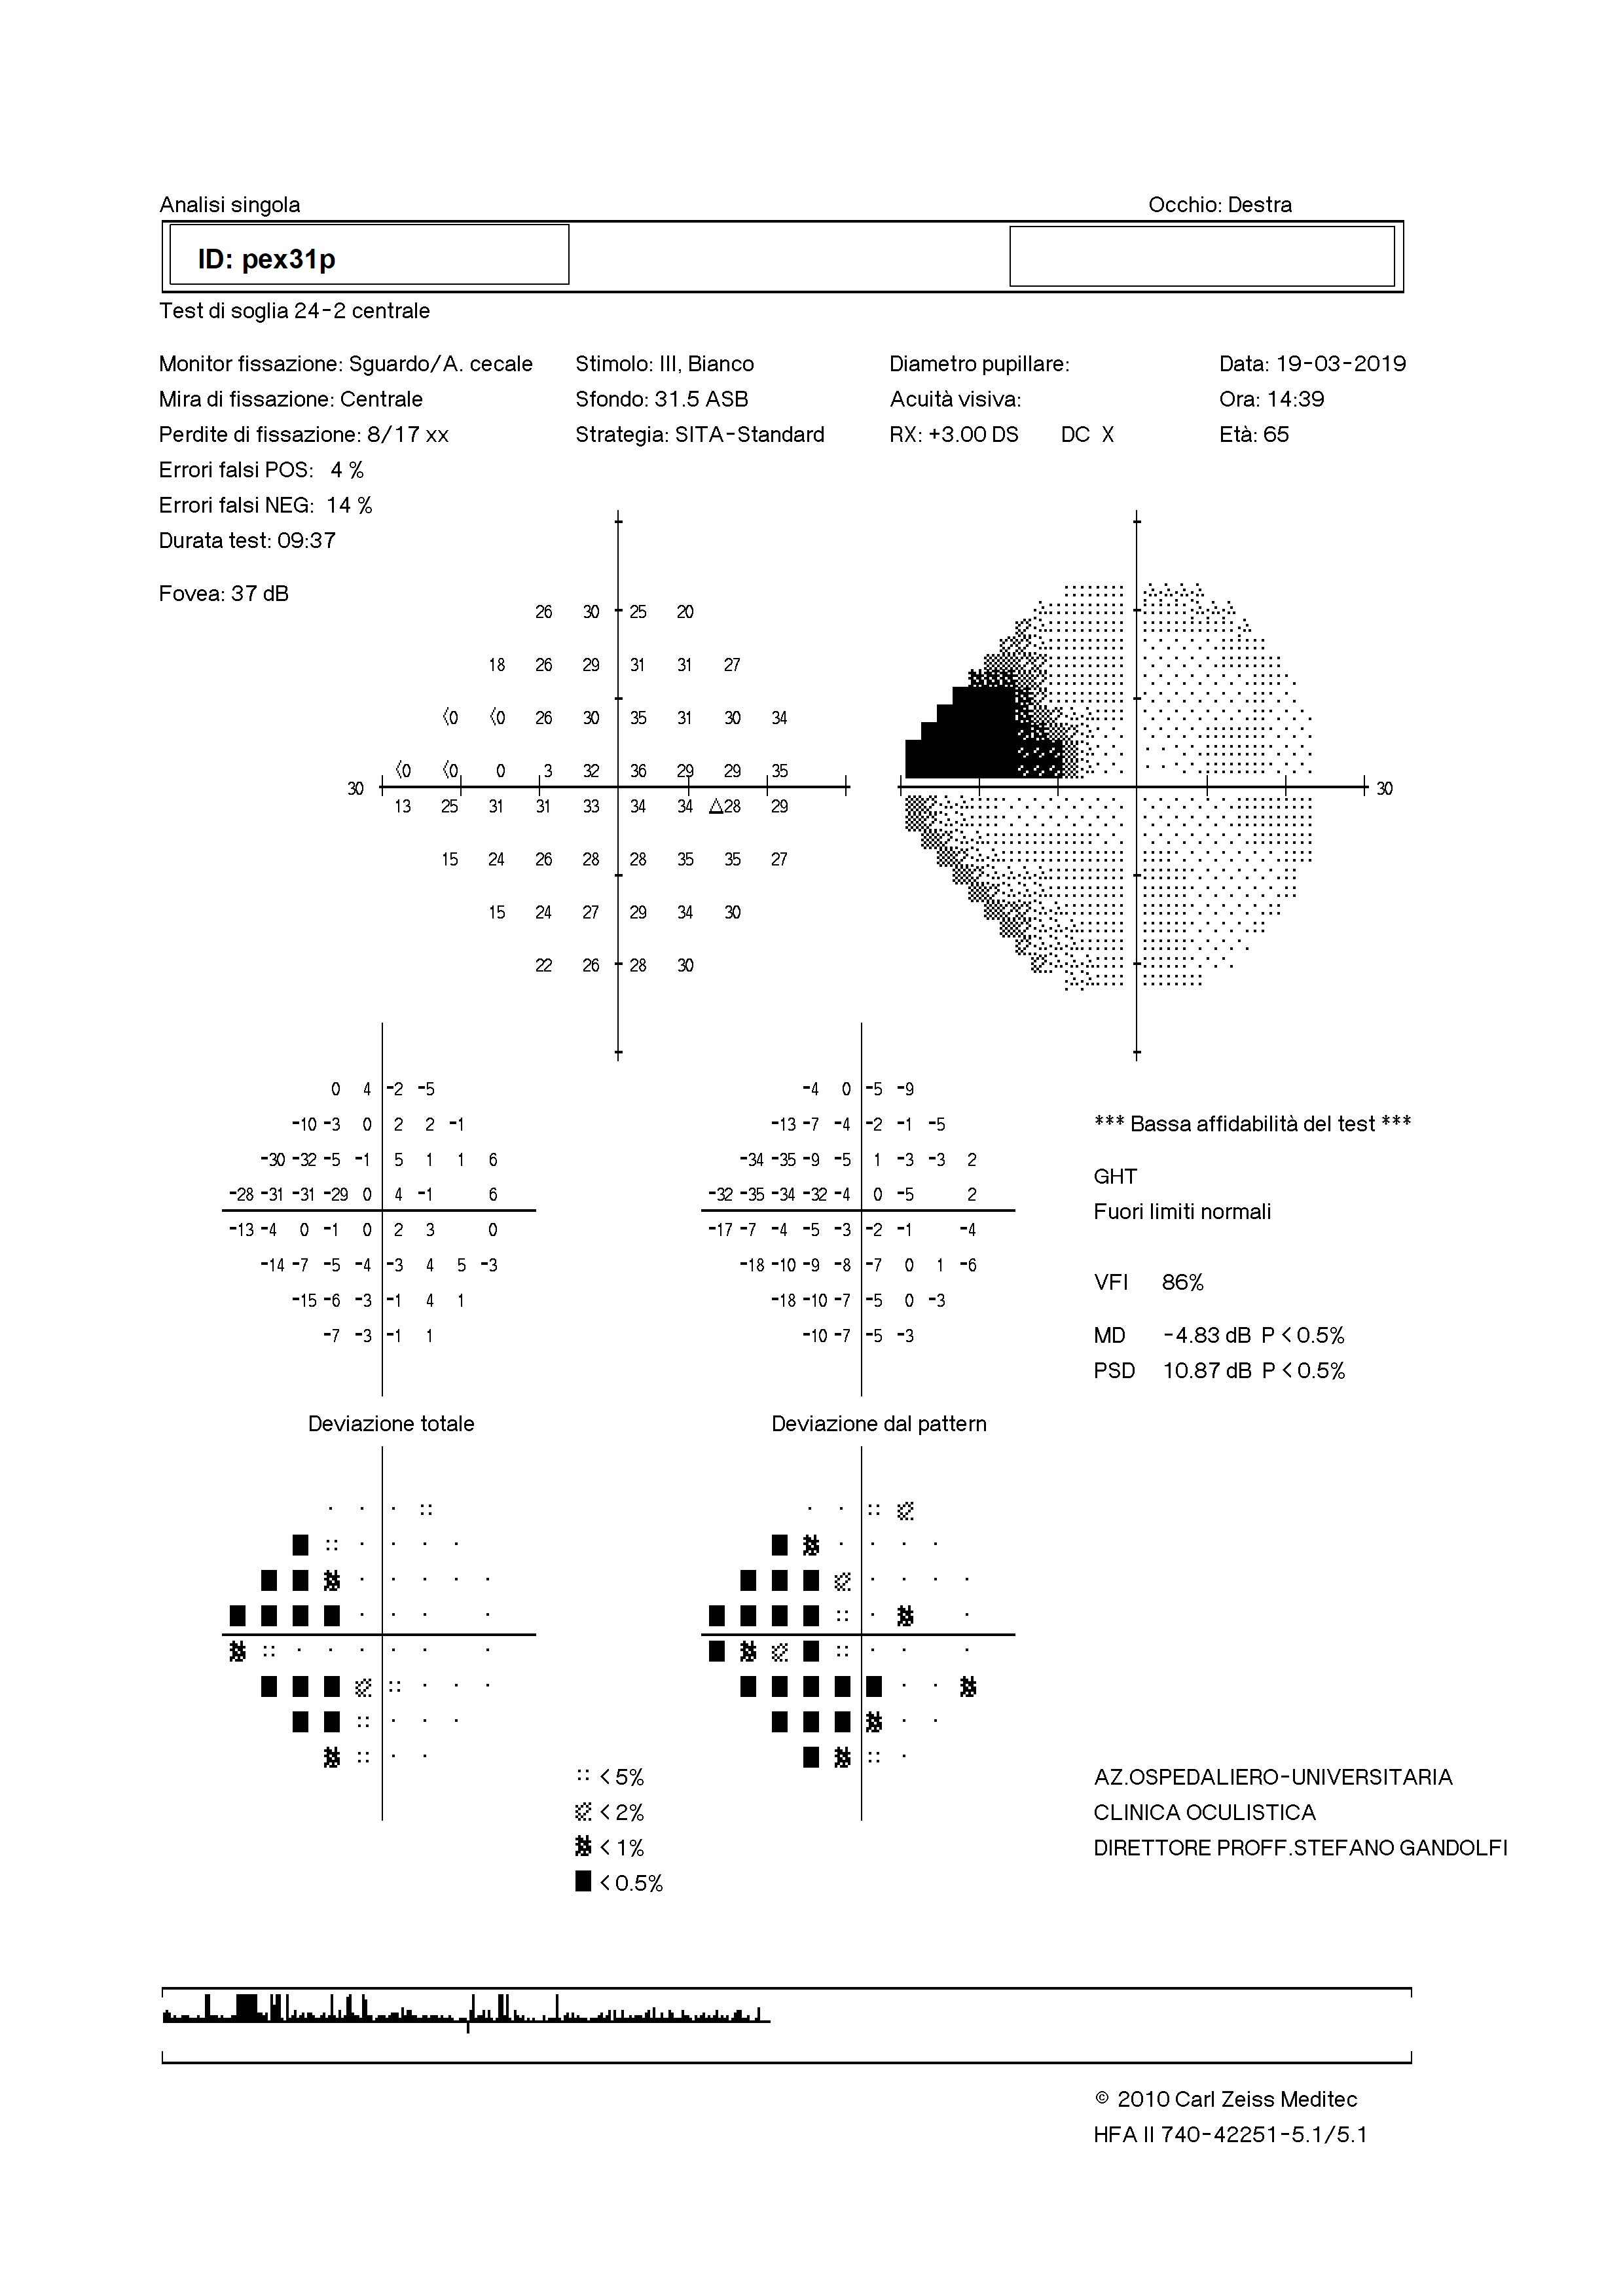 Analisi singola
Occhio: Destra
ID: pex31p
Test di soglia 24-2 centrale
Monitor fissazione: Sguardo/A. cecale
Stimolo: III, Bianco
Diametro pupillare:
Data: 19-03-2019
Mira di fissazione: Centrale
Sfondo: 31.5 ASB
Acuità visiva:
Ora: 14:39
Perdite di fissazione: 8/17 xx
Strategia: SITA-Standard
RX: +3.00 DS DC X
Età: 65
Errori falsi POS: 4 %
Errori falsi NEG: 14 %
Durata test: 09:37
Fovea: 37 dB
26 30 25 20
18 26 29 31 31 27
<0 <0 26 30 35 31 30 34
<0 <0 0 3 32 36 29 29 35
30
30
13 25 31 31 33 34 34 28 29
15 24 26 28 28 35 35 27
15 24 27 29 34 30
22 26 28 30
0 4 -2 -5
-10 -3 0 2 2 -1
-30 -32 -5 -1 5 1 1 6
-28 -31 -31 -29 0 4 -1 6
-13 -4 0 -1 0 2 3 0
-14 -7 -5 -4 -3 4 5 -3
-15 -6 -3 -1 4 1
-7 -3 -1 1
Deviazione totale
-4 0 -5 -9
-13 -7 -4 -2 -1 -5
-34 -35 -9 -5 1 -3 -3 2
-32 -35 -34 -32 -4 0 -5 2
-17 -7 -4 -5 -3 -2 -1 -4
-18 -10 -9 -8 -7 0 1 -6
-18 -10 -7 -5 0 -3
-10 -7 -5 -3
Deviazione dal pattern
*** Bassa affidabilità del test ***
GHT
Fuori limiti normali
VFI 86%
MD -4.83 dB P < 0.5%
PSD 10.87 dB P < 0.5%
< 5%
< 2%
< 1%
< 0.5%
AZ.OSPEDALIERO-UNIVERSITARIA
CLINICA OCULISTICA
DIRETTORE PROFF.STEFANO GANDOLFI
© 2010 Carl Zeiss Meditec
HFA II 740-42251-5.1/5.1